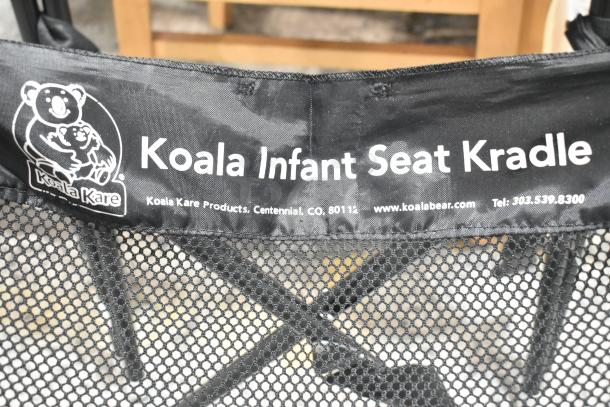 Koala Kare
Koala Infant Seat Kradle
Koala Kare Products, Centennial, CO, 80112 www.koalabear.com Tel: 303.539.8300